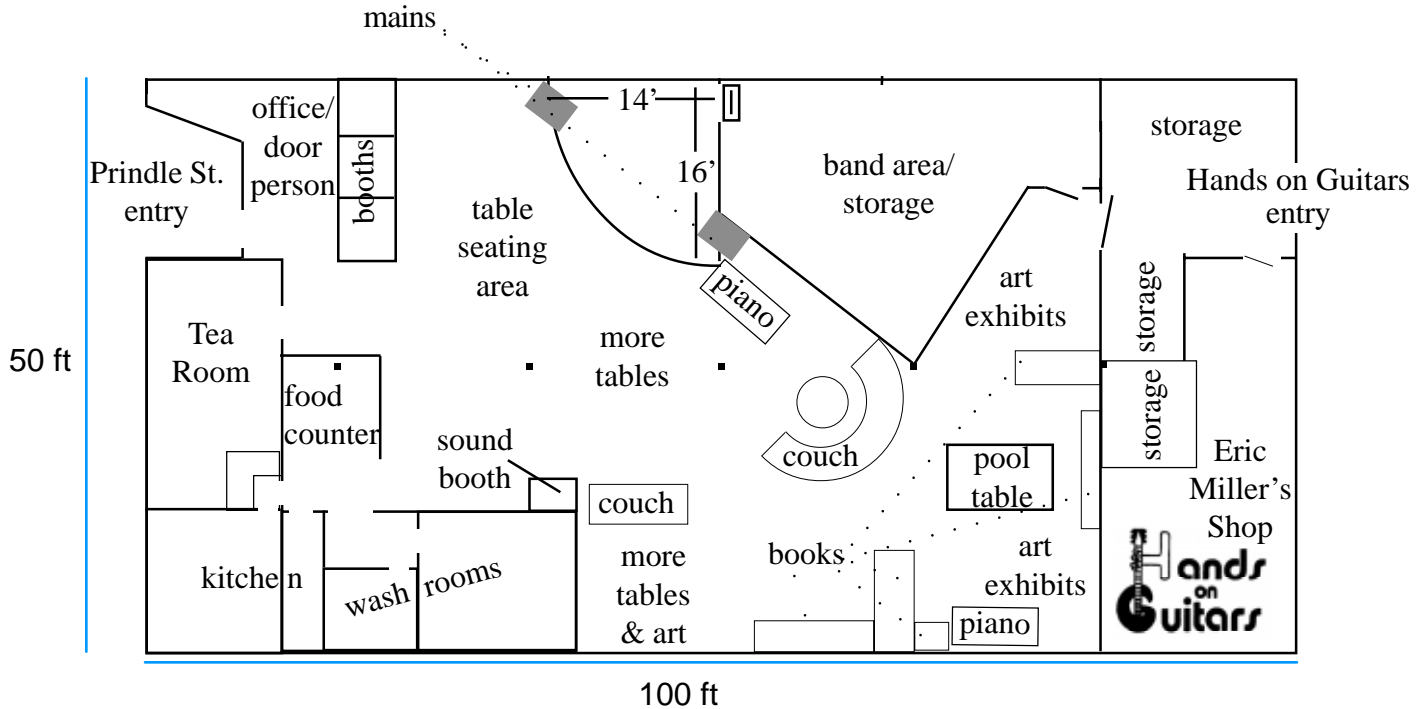 mains
office/
door
person
booths
14’
16’
storage
Prindle St.
entry
table
seating
area
band area/
storage
Hands on Guitars
entry
piano
art
exhibits
storage
Tea
Room
50 ft
more
tables
food
counter
storage
sound
booth
couch
pool
table
Eric
Miller’s
Shop
couch
kitchen
wash rooms
more
tables
& art
books
art
exhibits
piano
Hands
on
Guitars
100 ft